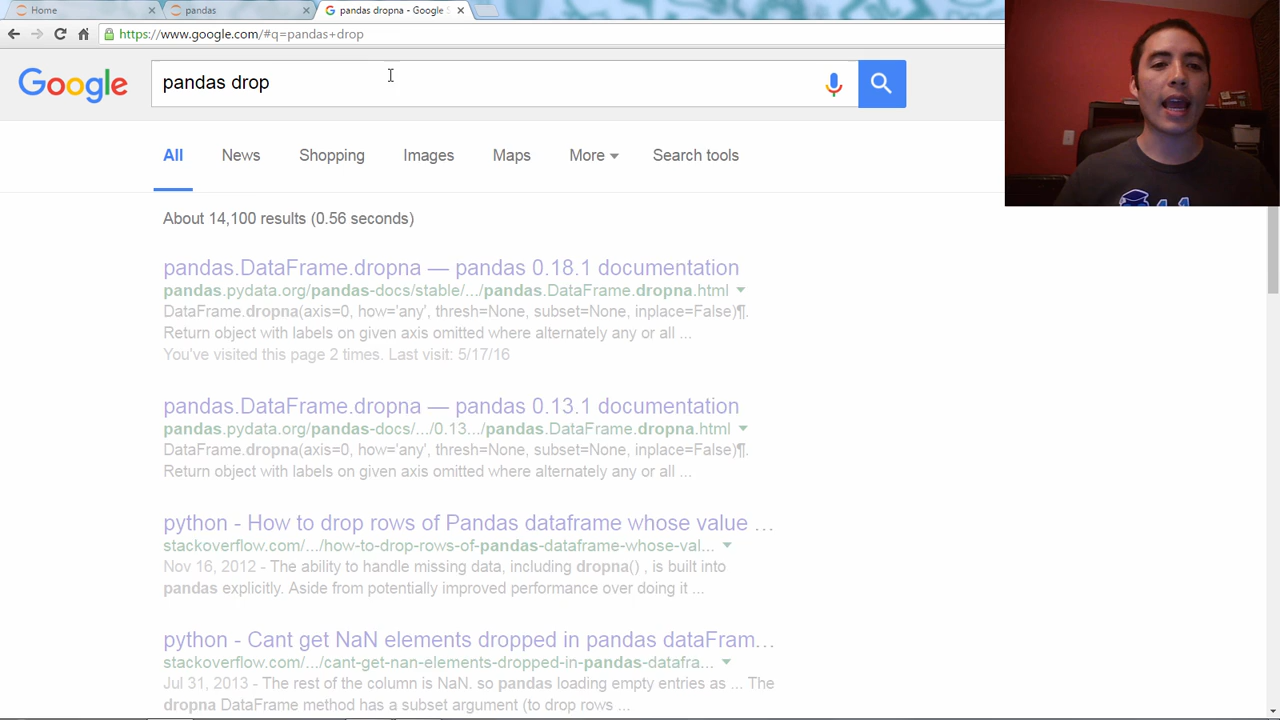 Home
pandas
pandas dropna - Google
https://www.google.com/#q=pandas+drop
Google
pandas drop
All News Shopping Images Maps More Search tools
About 14,100 results (0.56 seconds)
pandas.DataFrame.dropna — pandas 0.18.1 documentation
pandas.pydata.org/pandas-docs/stable/.../pandas.DataFrame.dropna.html
DataFrame.dropna(axis=0, how='any', thresh=None, subset=None, inplace=False)¶.
Return object with labels on given axis omitted where alternately any or all ...
You've visited this page 2 times. Last visit: 5/17/16
pandas.DataFrame.dropna — pandas 0.13.1 documentation
pandas.pydata.org/pandas-docs/.../0.13.../pandas.DataFrame.dropna.html
DataFrame.dropna(axis=0, how='any', thresh=None, subset=None, inplace=False)¶.
Return object with labels on given axis omitted where alternately any or all ...
python - How to drop rows of Pandas dataframe whose value ...
stackoverflow.com/.../how-to-drop-rows-of-pandas-dataframe-whose-val...
Nov 16, 2012 - The ability to handle missing data, including dropna() , is built into
pandas explicitly. Aside from potentially improved performance over doing it ...
python - Cant get NaN elements dropped in pandas dataFram...
stackoverflow.com/.../cant-get-nan-elements-dropped-in-pandas-datafra...
Jul 31, 2013 - The rest of the column is NaN. so pandas loading empty entries as ... The
dropna DataFrame method has a subset argument (to drop rows ...